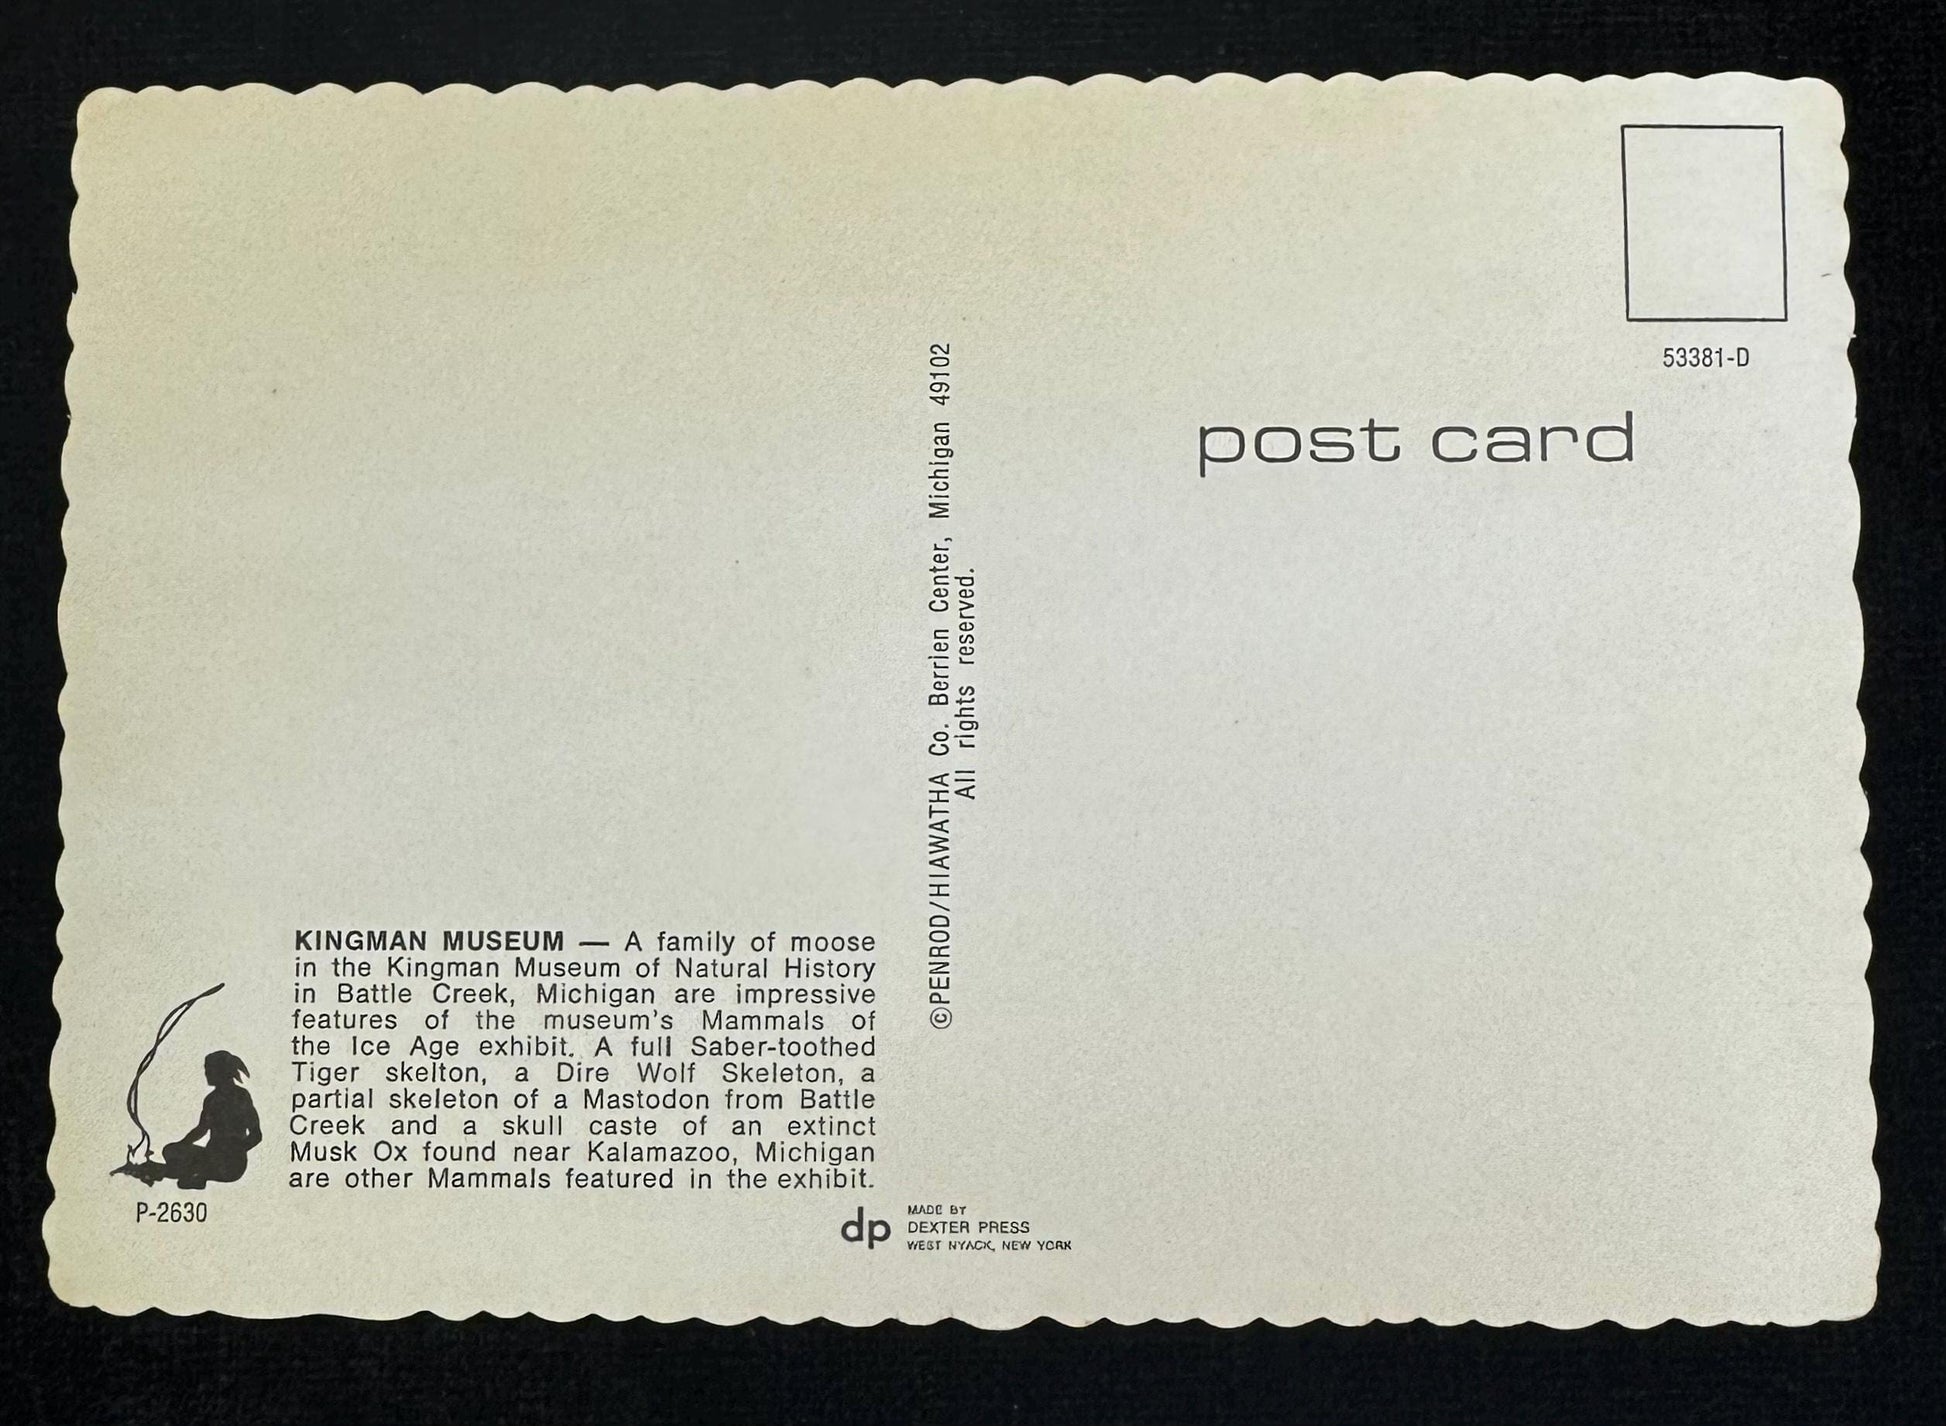 53381-D
post card
©PENROD/HIAWATHA Co. Berrien Center, Michigan 49102
All rights reserved.
KINGMAN MUSEUM — A family of moose
in the Kingman Museum of Natural History
in Battle Creek, Michigan are impressive
features of the museum's Mammals of
the Ice Age exhibit. A full Saber-toothed
Tiger skelton, a Dire Wolf Skeleton, a
partial skeleton of a Mastodon from Battle
Creek and a skull caste of an extinct
Musk Ox found near Kalamazoo, Michigan
are other Mammals featured in the exhibit.
P-2630
dp
MADE BY
DEXTER PRESS
WEST NYACK, NEW YORK